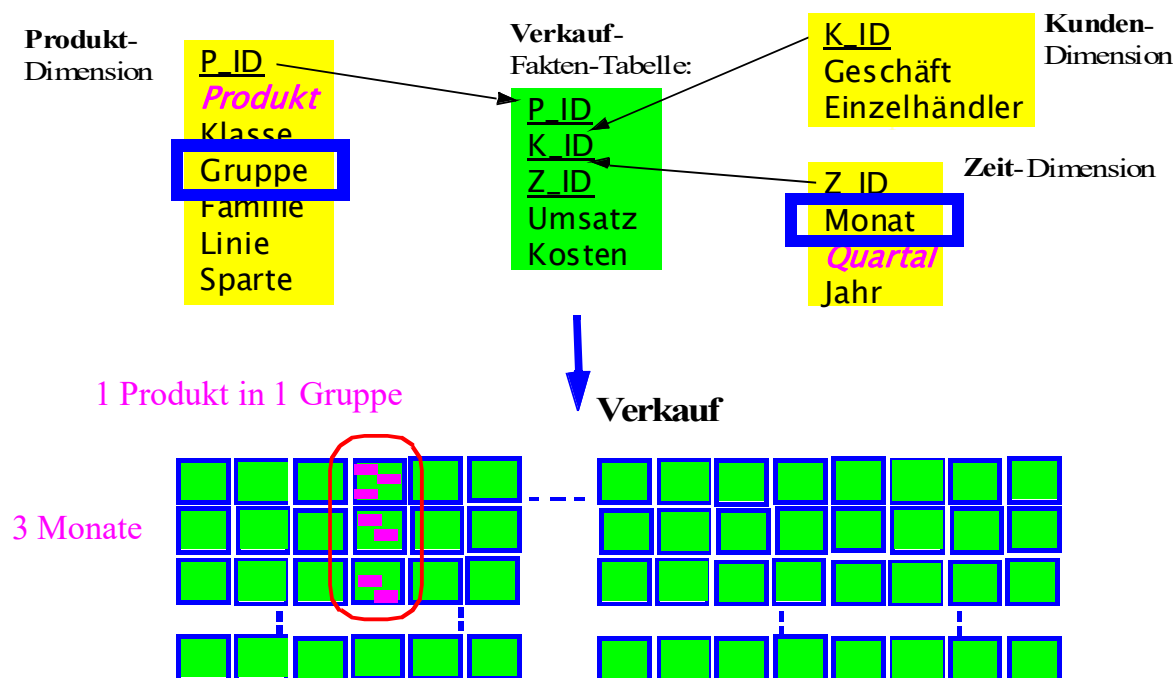 Produkt-
Dimension
P_ID
Produkt
Klasse
Gruppe
Familie
Linie
Sparte
Verkauf-
Fakten-Tabelle:
P_ID
K_ID
Z_ID
Umsatz
Kosten
K_ID
Geschäft
Einzelhändler
Kunden-
Dimension
Zeit-Dimension
Z_ID
Monat
Quartal
Jahr
1 Produkt in 1 Gruppe
Verkauf
3 Monate